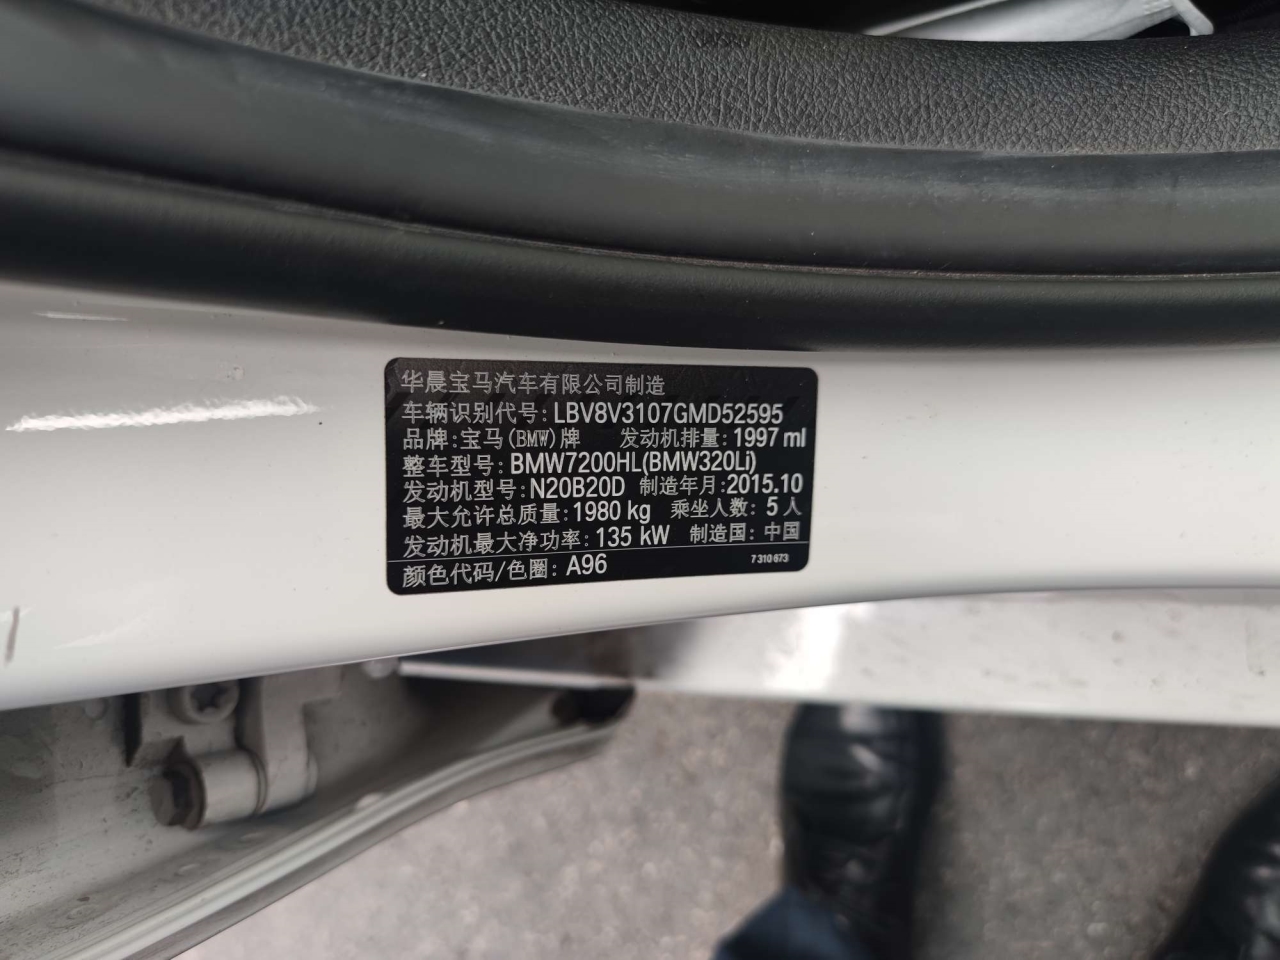 华晨宝马汽车有限公司制造
车辆识别代号: LBV8V3107GMD52595
品牌: 宝马(BMW)牌 发动机排量: 1997 ml
整车型号: BMW7200HL(BMW320Li)
发动机型号: N20B20D 制造年月: 2015.10
最大允许总质量: 1980 kg 乘坐人数: 5 人
发动机最大净功率: 135 kW 制造国: 中国
颜色代码/色圈: A96 7 310 673